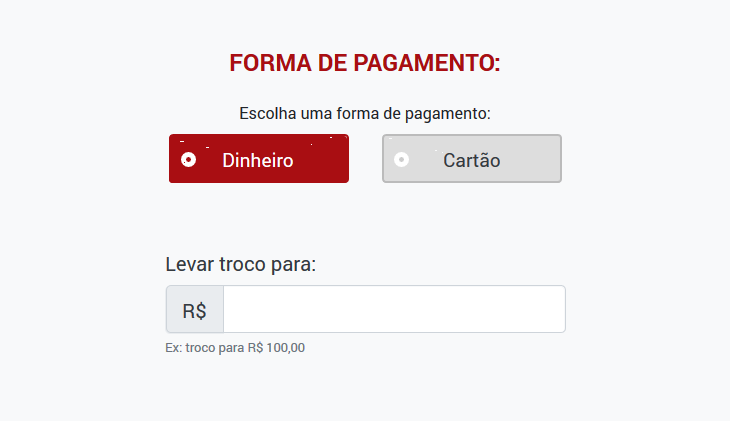 FORMA DE PAGAMENTO:
Escolha uma forma de pagamento:
Dinheiro
Cartão
Levar troco para:
R$
Ex: troco para R$ 100,00